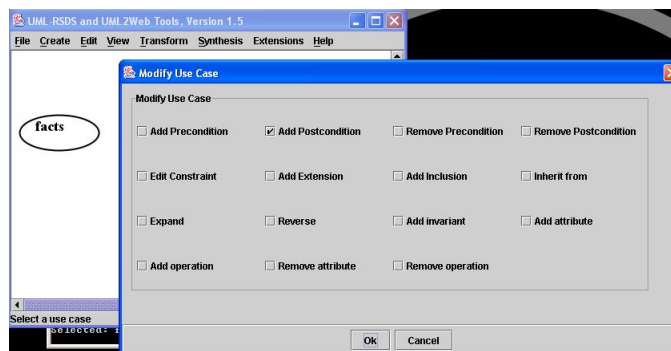 UML-RSDS and UML2Web Tools, Version 1.5
File Create Edit View Transform Synthesis Extensions Help
Modify Use Case
Modify Use Case
facts
Add Precondition Add Postcondition Remove Precondition Remove Postcondition
Edit Constraint Add Extension Add Inclusion Inherit from
Expand Reverse Add invariant Add attribute
Add operation Remove attribute Remove operation
Select a use case
Selected:
Ok Cancel